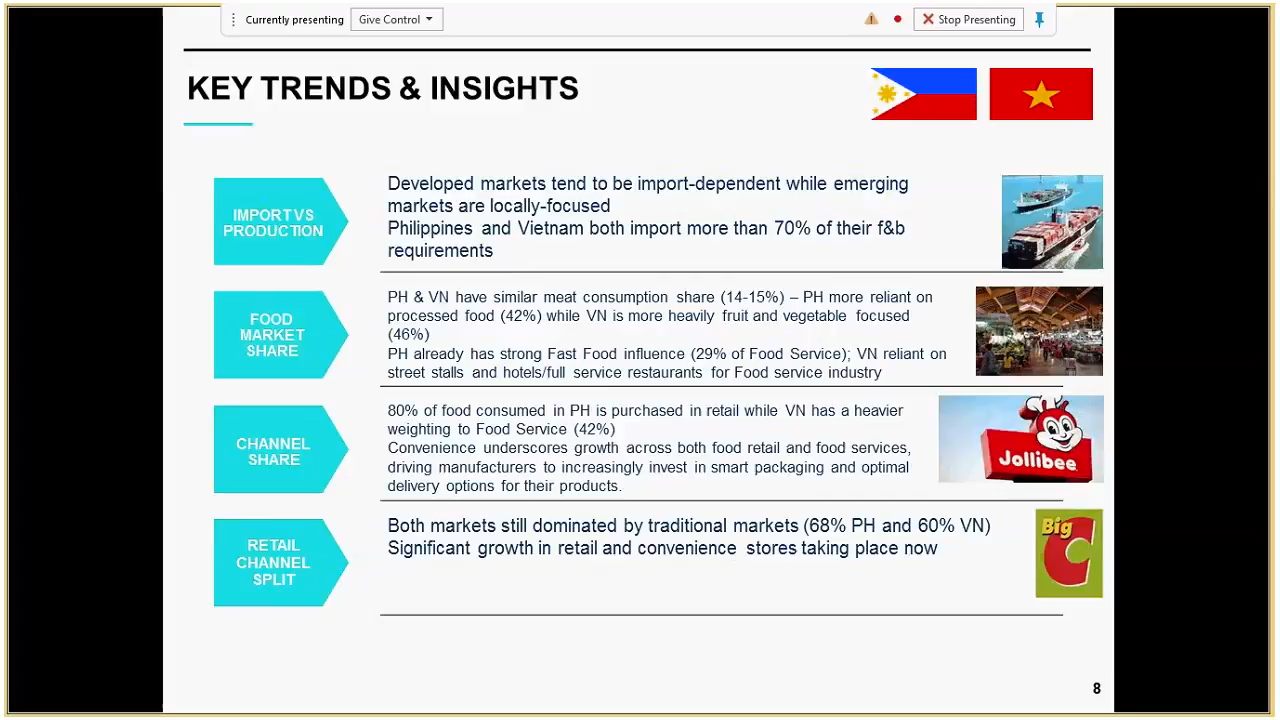 Currently presenting
Give Control
Stop Presenting
KEY TRENDS & INSIGHTS
IMPORT VS
PRODUCTION
Developed markets tend to be import-dependent while emerging
markets are locally-focused
Philippines and Vietnam both import more than 70% of their f&b
requirements
FOOD
MARKET
SHARE
PH & VN have similar meat consumption share (14-15%) – PH more reliant on
processed food (42%) while VN is more heavily fruit and vegetable focused
(46%)
PH already has strong Fast Food influence (29% of Food Service); VN reliant on
street stalls and hotels/full service restaurants for Food service industry
CHANNEL
SHARE
80% of food consumed in PH is purchased in retail while VN has a heavier
weighting to Food Service (42%)
Convenience underscores growth across both food retail and food services,
driving manufacturers to increasingly invest in smart packaging and optimal
delivery options for their products.
Jollibee
RETAIL
CHANNEL
SPLIT
Both markets still dominated by traditional markets (68% PH and 60% VN)
Significant growth in retail and convenience stores taking place now
Big
C
8